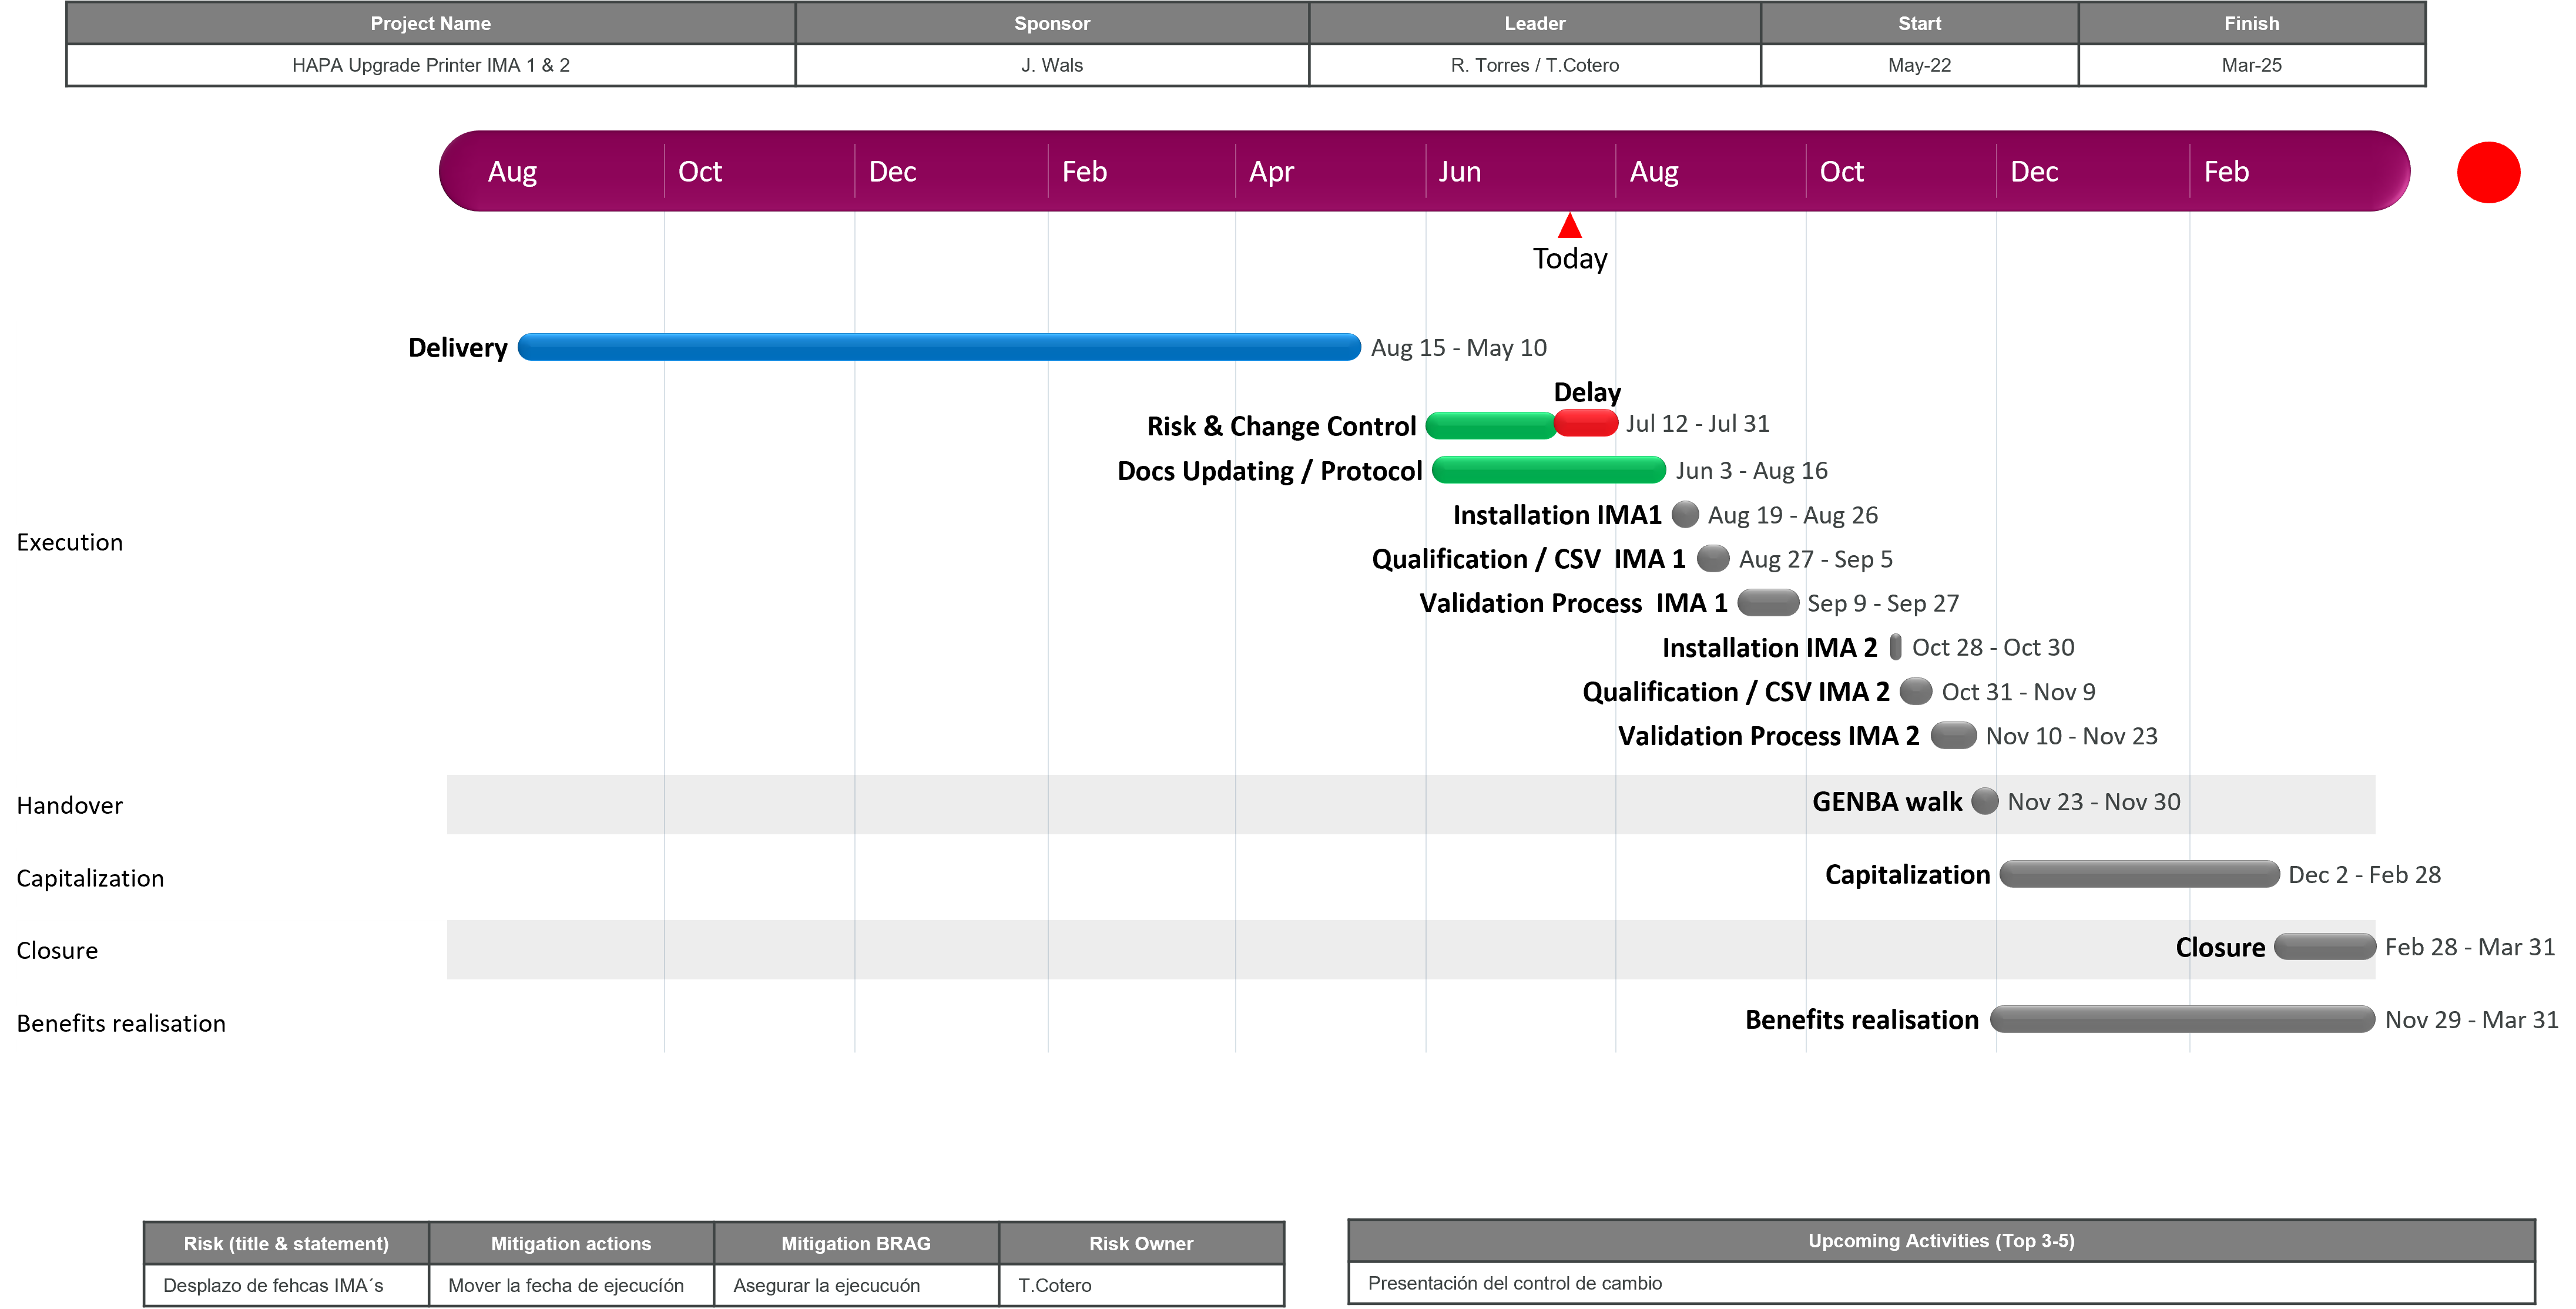 Project Name Sponsor Leader Start Finish
HAPA Upgrade Printer IMA 1 & 2 J. Wals R. Torres / T.Cotero May-22 Mar-25
Aug Oct Dec Feb Apr Jun Aug Oct Dec Feb
Today
Delivery Aug 15 - May 10
Delay
Risk & Change Control Jul 12 - Jul 31
Docs Updating / Protocol Jun 3 - Aug 16
Installation IMA1 Aug 19 - Aug 26
Execution
Qualification / CSV IMA 1 Aug 27 - Sep 5
Validation Process IMA 1 Sep 9 - Sep 27
Installation IMA 2 Oct 28 - Oct 30
Qualification / CSV IMA 2 Oct 31 - Nov 9
Validation Process IMA 2 Nov 10 - Nov 23
Handover GENBA walk Nov 23 - Nov 30
Capitalization Capitalization Dec 2 - Feb 28
Closure Closure Feb 28 - Mar 31
Benefits realisation Benefits realisation Nov 29 - Mar 31
Risk (title & statement) Mitigation actions Mitigation BRAG Risk Owner
Desplazo de fehcas IMA´s Mover la fecha de ejecución Asegurar la ejecucuón T.Cotero
Upcoming Activities (Top 3-5)
Presentación del control de cambio